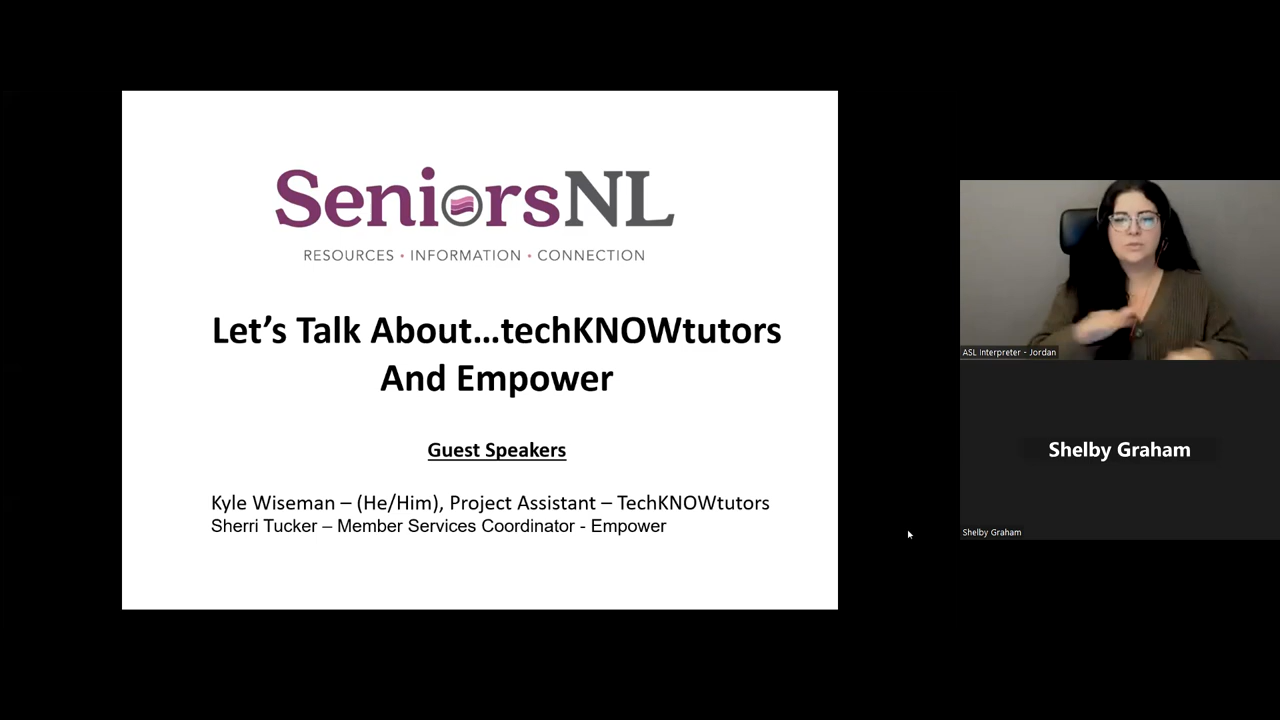 SeniorsNL
RESOURCES • INFORMATION • CONNECTION
Let’s Talk About…techKNOWtutors
And Empower
Guest Speakers
Kyle Wiseman – (He/Him), Project Assistant – TechKNOWtutors
Sherri Tucker – Member Services Coordinator - Empower
ASL Interpreter - Jordan
Shelby Graham
Shelby Graham